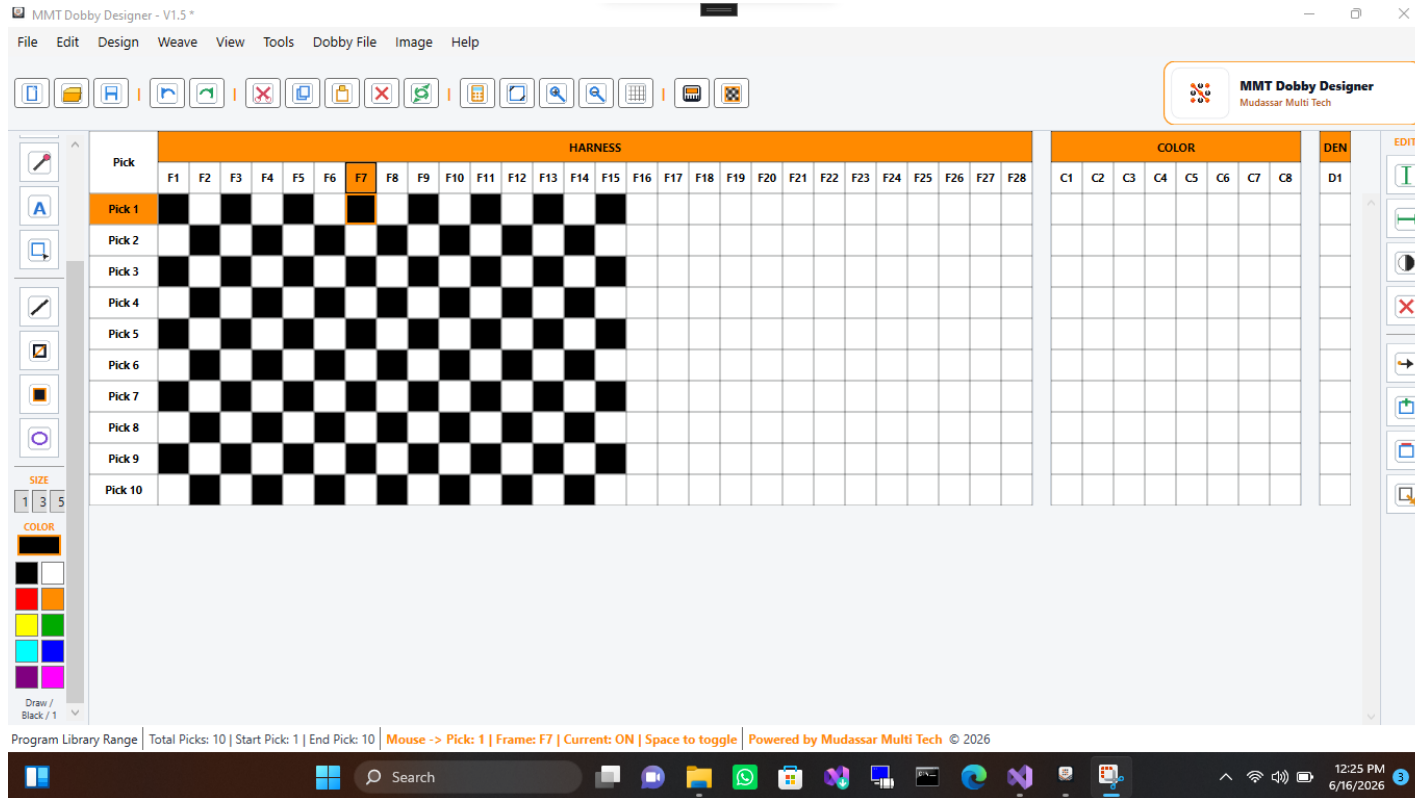 MMT Dobby Designer - V1.5 *
File Edit Design Weave View Tools Dobby File Image Help
MMT Dobby Designer
Mudassar Multi Tech
Pick HARNESS COLOR DEN EDIT
F1 F2 F3 F4 F5 F6 F7 F8 F9 F10 F11 F12 F13 F14 F15 F16 F17 F18 F19 F20 F21 F22 F23 F24 F25 F26 F27 F28 C1 C2 C3 C4 C5 C6 C7 C8 D1
A
Pick 1
Pick 2
Pick 3
Pick 4
Pick 5
Pick 6
Pick 7
Pick 8
Pick 9
Pick 10
SIZE
1 3 5
COLOR
Draw /
Black / 1
Program Library Range Total Picks: 10 | Start Pick: 1 | End Pick: 10 Mouse -> Pick: 1 | Frame: F7 | Current: ON | Space to toggle Powered by Mudassar Multi Tech © 2026
Search
12:25 PM
6/16/2026
3